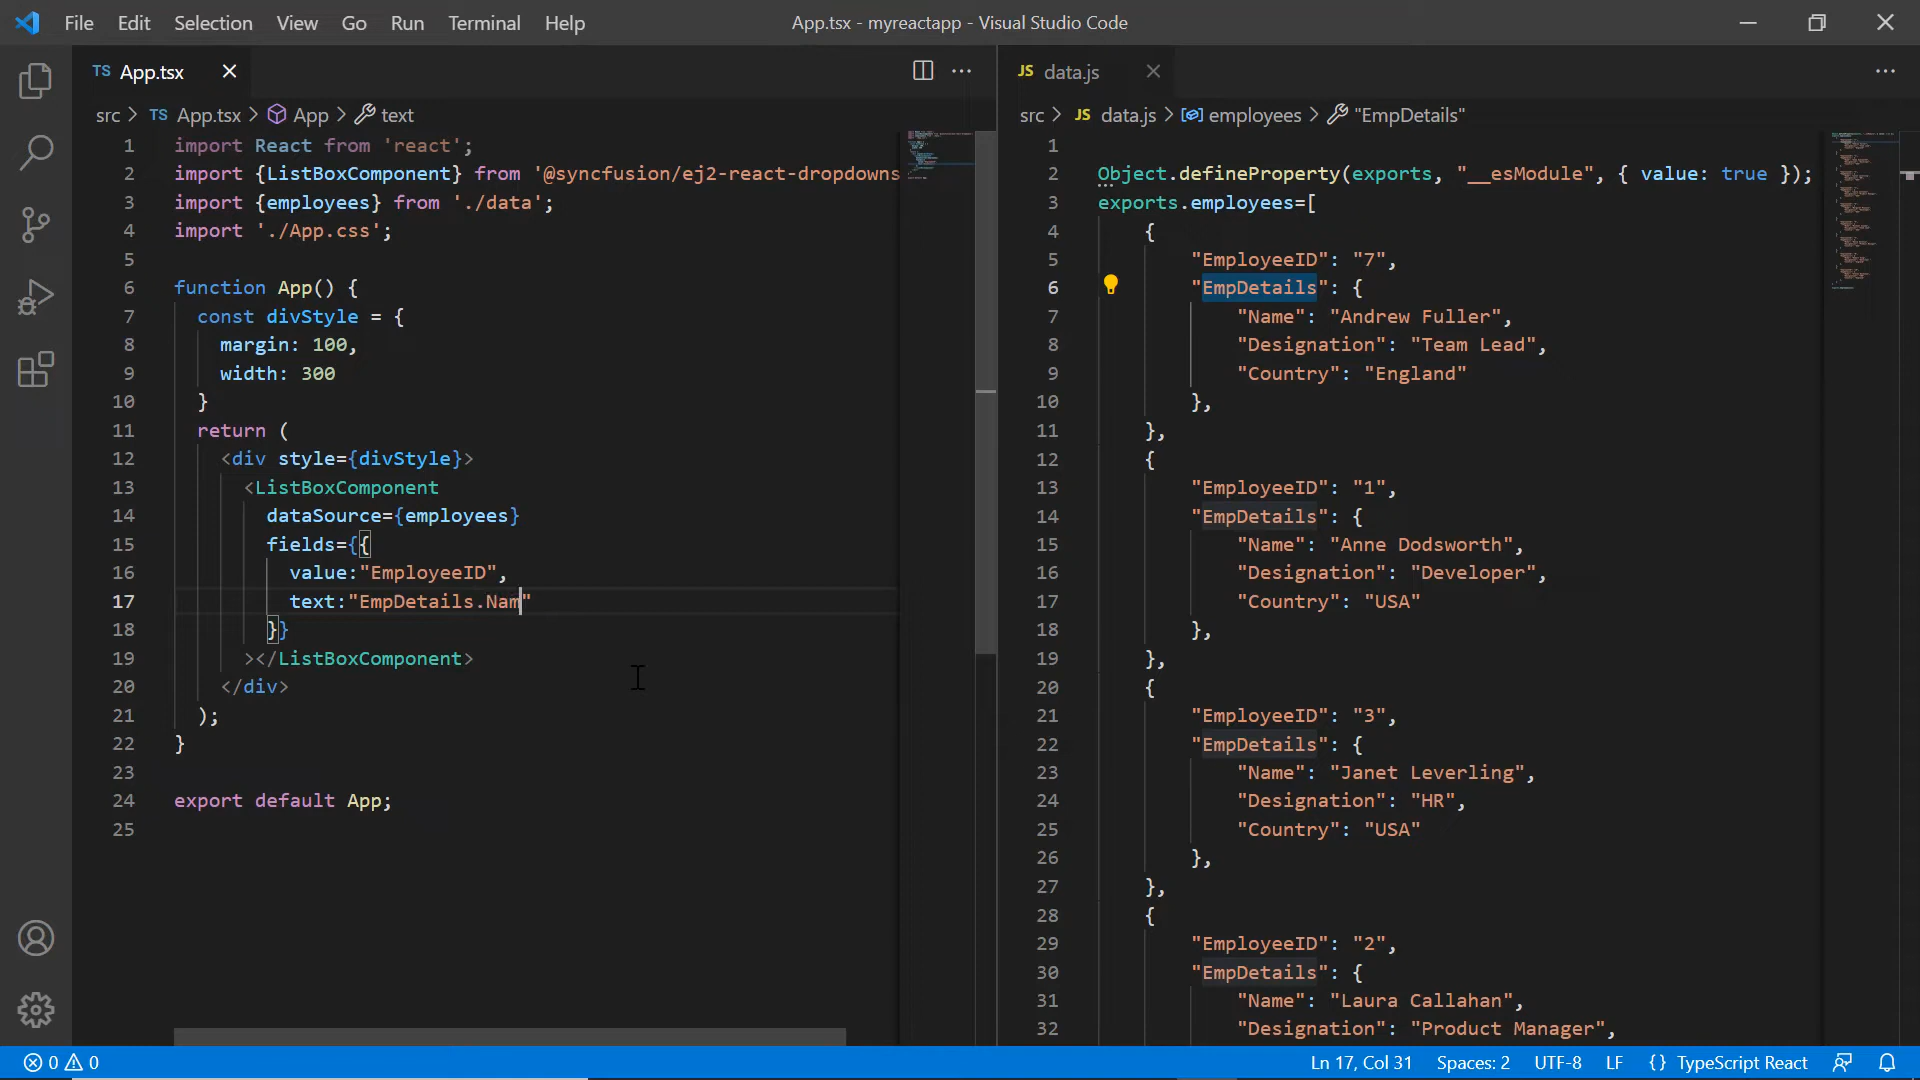 File Edit Selection View Go Run Terminal Help
App.tsx - myreactapp - Visual Studio Code
TS App.tsx
src > TS App.tsx > App > text
1 import React from 'react';
2 import {ListBoxComponent} from '@syncfusion/ej2-react-dropdowns
3 import {employees} from './data';
4 import './App.css';
5
6 function App() {
7 const divStyle = {
8 margin: 100,
9 width: 300
10 }
11 return (
12 <div style={divStyle}>
13 <ListBoxComponent
14 dataSource={employees}
15 fields={{
16 value:"EmployeeID",
17 text:"EmpDetails.Nam"
18 }}
19 ></ListBoxComponent>
20 </div>
21 );
22 }
23
24 export default App;
25
JS data.js
src > JS data.js > employees > "EmpDetails"
1
2 Object.defineProperty(exports, "__esModule", { value: true });
3 exports.employees=[
4 {
5 "EmployeeID": "7",
6 "EmpDetails": {
7 "Name": "Andrew Fuller",
8 "Designation": "Team Lead",
9 "Country": "England"
10 },
11 },
12 {
13 "EmployeeID": "1",
14 "EmpDetails": {
15 "Name": "Anne Dodsworth",
16 "Designation": "Developer",
17 "Country": "USA"
18 },
19 },
20 {
21 "EmployeeID": "3",
22 "EmpDetails": {
23 "Name": "Janet Leverling",
24 "Designation": "HR",
25 "Country": "USA"
26 },
27 },
28 {
29 "EmployeeID": "2",
30 "EmpDetails": {
31 "Name": "Laura Callahan",
32 "Designation": "Product Manager",
0 0
Ln 17, Col 31 Spaces: 2 UTF-8 LF {} TypeScript React